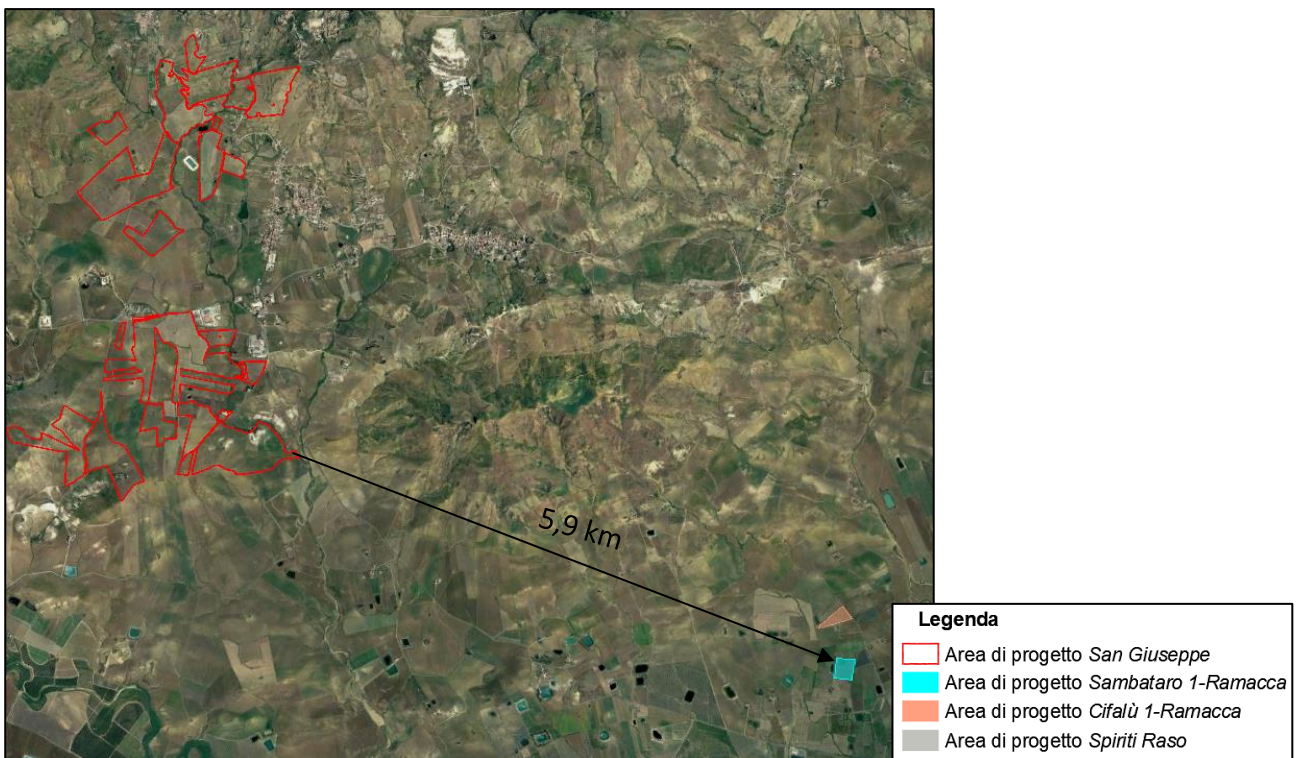 5,9 km
Legenda
Area di progetto San Giuseppe
Area di progetto Sambataro 1-Ramacca
Area di progetto Cifalù 1-Ramacca
Area di progetto Spiriti Raso